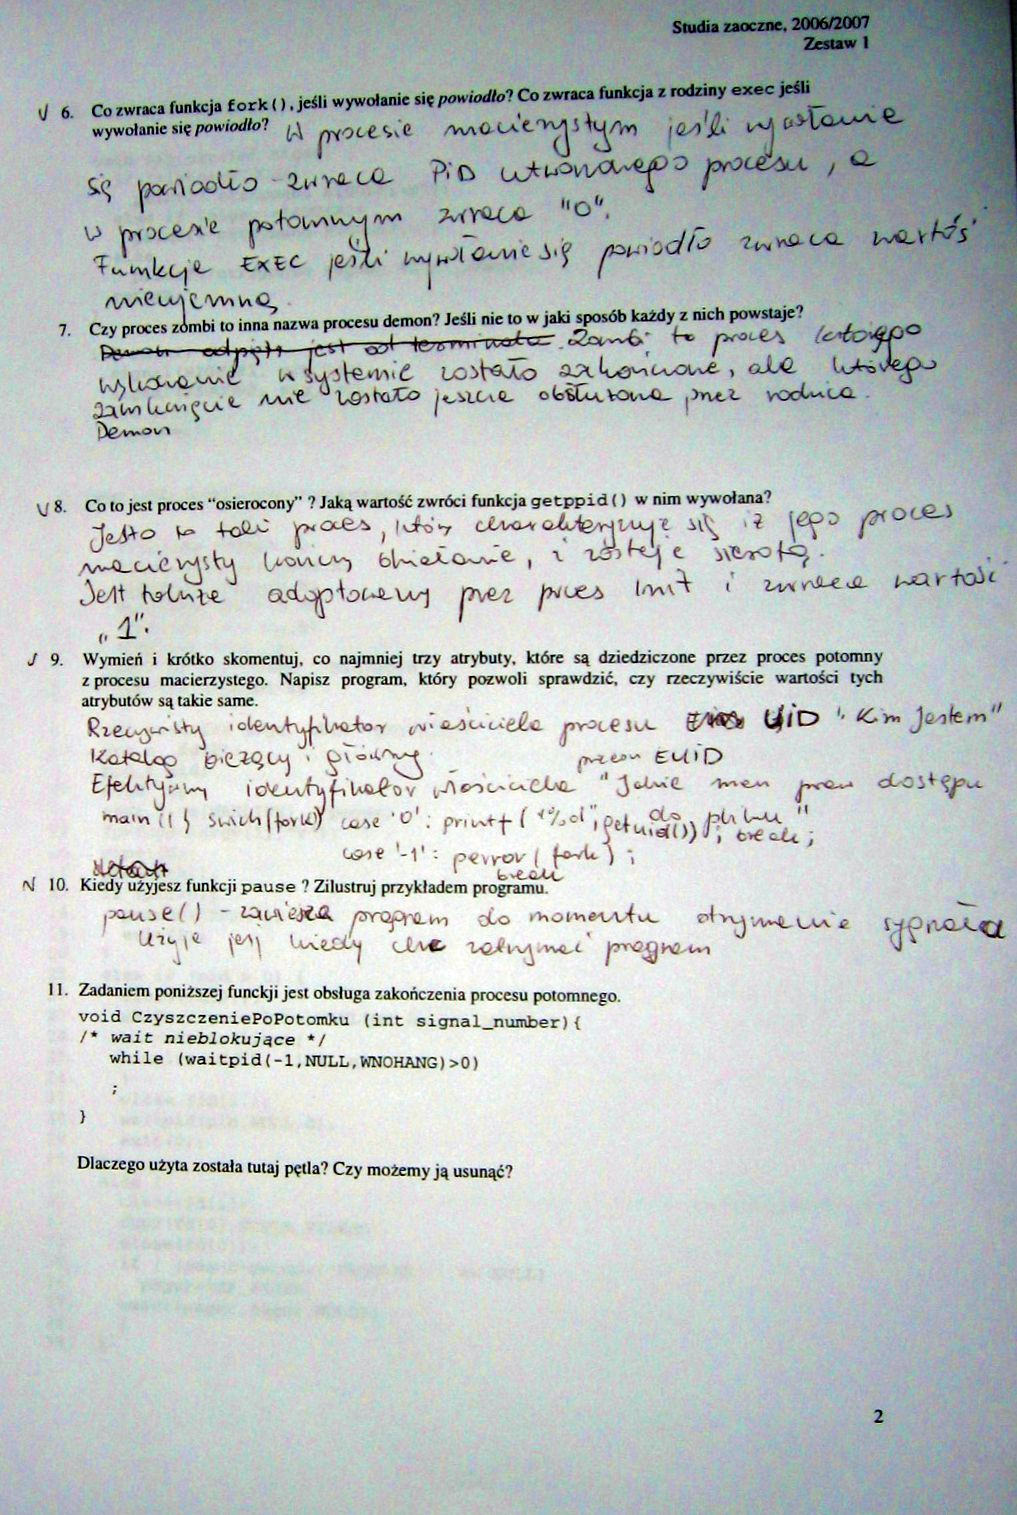 Studia zaoczne, 2006/2007
Zestaw 1
6. Co zwraca funkcja fork(), jeśli wywołanie się powiodło? Co zwraca funkcja z rodziny exec jeśli
wywołanie się powiodło? W procesie macierzystym jeśli wywołanie
się powiodło zwraca PiD utworzonego procesu, a
w procesie potomnym zwraca "0".
Funkcje EXEC jeśli wywołanie się powiodło zwraca wartość
nieujemną
7. Czy proces zombi to inna nazwa procesu demon? Jeśli nie to w jaki sposób każdy z nich powstaje?
Zombi to proces którego
wykonanie w systemie zostało zakończone, ale którego
zamknięcie nie zostało jeszcze obsłużone przez rodzica.
Demon
8. Co to jest proces "osierocony" ? Jaką wartość zwróci funkcja getppid() w nim wywołana?
Jest to taki proces, który charakteryzuje się iż jego proces
macierzysty kończy działanie, i zostaje sierotą.
Jest także adoptowany przez proces Init i zwraca wartość
„1".
9. Wymień i krótko skomentuj, co najmniej trzy atrybuty, które są dziedziczone przez proces potomny
z procesu macierzystego. Napisz program, który pozwoli sprawdzić, czy rzeczywiście wartości tych
atrybutów są takie same.
Rzeczywisty identyfikator właściciela procesu UiD "Kim Jestem"
Katalog bieżący i główny
EUiD
Efektywny identyfikator właściciela "Jakie mam praw dostępu
do pliku"
main () { swich(fork) case '0': printf("%d", getuid()); break;
case '-1': perror(fork);
break
10. Kiedy użyjesz funkcji pause ? Zilustruj przykładem programu.
pause() - zawiesza program do momentu otrzymania sygnała
Użyje jej kiedy chce zatrzymać program
11. Zadaniem poniższej funckji jest obsługa zakończenia procesu potomnego.
void CzyszczeniePoPotomku (int signal_number){
/* wait nieblokujące */
while (waitpid(-1,NULL,WNOHANG)>0)
;
}
Dlaczego użyta została tutaj pętla? Czy możemy ją usunąć?
2